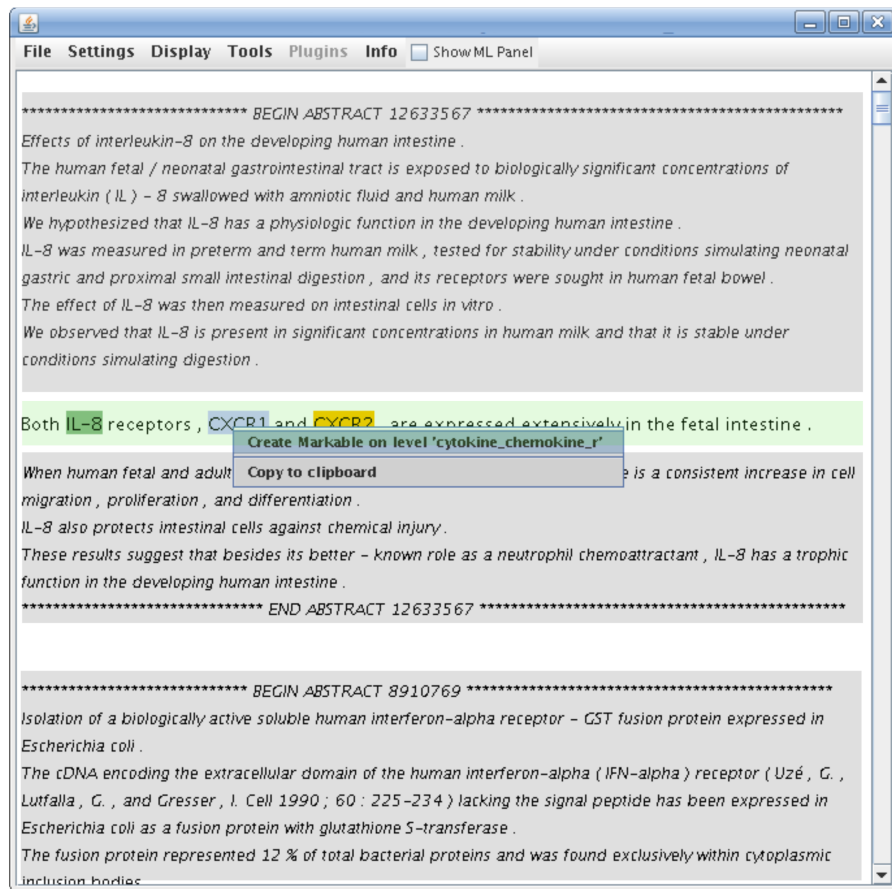 File Settings Display Tools Plugins Info Show ML Panel
***************************** BEGIN ABSTRACT 12633567 ***********************************************
Effects of interleukin-8 on the developing human intestine .
The human fetal / neonatal gastrointestinal tract is exposed to biologically significant concentrations of
interleukin ( IL ) - 8 swallowed with amniotic fluid and human milk .
We hypothesized that IL-8 has a physiologic function in the developing human intestine .
IL-8 was measured in preterm and term human milk , tested for stability under conditions simulating neonatal
gastric and proximal small intestinal digestion , and its receptors were sought in human fetal bowel .
The effect of IL-8 was then measured on intestinal cells in vitro .
We observed that IL-8 is present in significant concentrations in human milk and that it is stable under
conditions simulating digestion .
Both IL-8 receptors , CXCR1 and CXCR2 , are expressed extensively in the fetal intestine .
Create Markable on level 'cytokine_chemokine_r'
When human fetal and adult
Copy to clipboard
is a consistent increase in cell
migration , proliferation , and differentiation .
IL-8 also protects intestinal cells against chemical injury .
These results suggest that besides its better - known role as a neutrophil chemoattractant , IL-8 has a trophic
function in the developing human intestine .
******************************* END ABSTRACT 12633567 ***********************************************
***************************** BEGIN ABSTRACT 8910769 ***********************************************
Isolation of a biologically active soluble human interferon-alpha receptor - GST fusion protein expressed in
Escherichia coli .
The cDNA encoding the extracellular domain of the human interferon-alpha ( IFN-alpha ) receptor ( Uzé , G. ,
Lutfalla , G. , and Gresser , I. Cell 1990 ; 60 : 225-234 ) lacking the signal peptide has been expressed in
Escherichia coli as a fusion protein with glutathione S-transferase .
The fusion protein represented 12 % of total bacterial proteins and was found exclusively within cytoplasmic
inclusion bodies